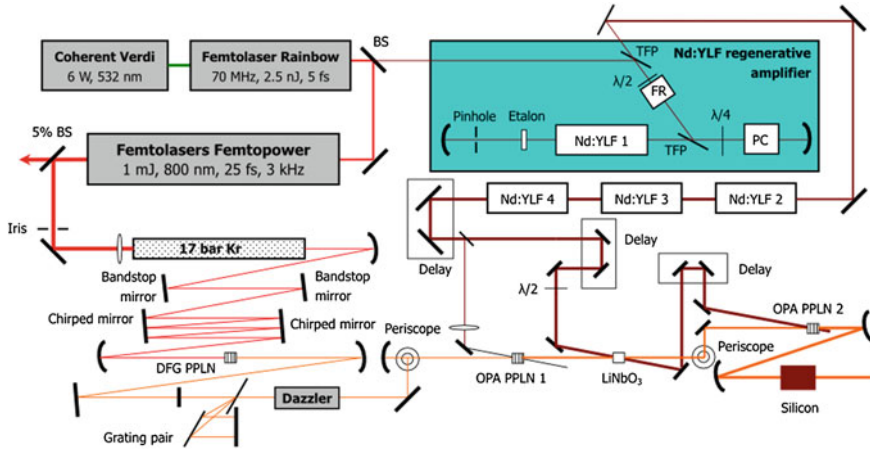 Coherent Verdi
6 W, 532 nm
Femtolaser Rainbow
70 MHz, 2.5 nJ, 5 fs
BS
TFP
Nd:YLF regenerative
amplifier
λ/2
FR
Pinhole
Etalon
λ/4
Nd:YLF 1
TFP
PC
5% BS
Femtolasers Femtopower
1 mJ, 800 nm, 25 fs, 3 kHz
Nd:YLF 4
Nd:YLF 3
Nd:YLF 2
Iris
17 bar Kr
Delay
Delay
Delay
Bandstop
mirror
Bandstop
mirror
λ/2
Chirped mirror
Chirped mirror
Periscope
OPA PPLN 2
DFG PPLN
OPA PPLN 1
LiNbO3
Periscope
Dazzler
Silicon
Grating pair